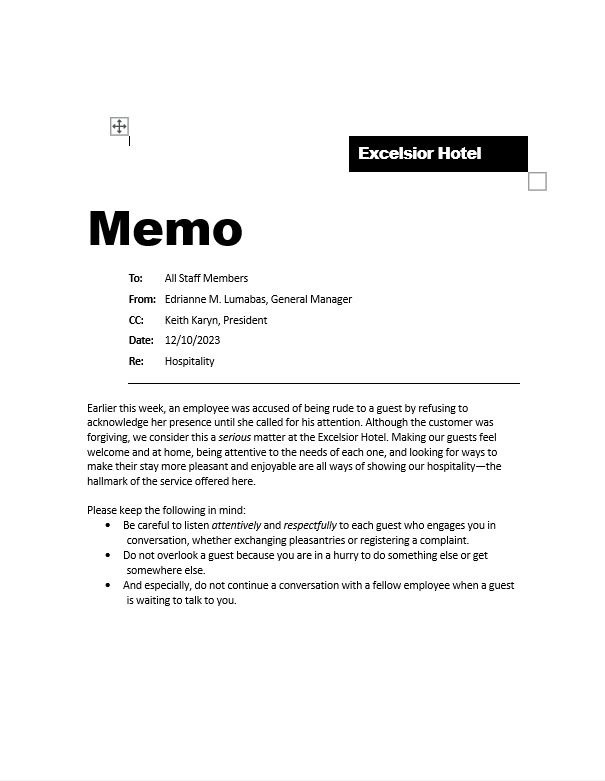 Excelsior Hotel
Memo
To: All Staff Members
From: Edrianne M. Lumabas, General Manager
CC: Keith Karyn, President
Date: 12/10/2023
Re: Hospitality
Earlier this week, an employee was accused of being rude to a guest by refusing to
acknowledge her presence until she called for his attention. Although the customer was
forgiving, we consider this a serious matter at the Excelsior Hotel. Making our guests feel
welcome and at home, being attentive to the needs of each one, and looking for ways to
make their stay more pleasant and enjoyable are all ways of showing our hospitality—the
hallmark of the service offered here.
Please keep the following in mind:
• Be careful to listen attentively and respectfully to each guest who engages you in
conversation, whether exchanging pleasantries or registering a complaint.
• Do not overlook a guest because you are in a hurry to do something else or get
somewhere else.
• And especially, do not continue a conversation with a fellow employee when a guest
is waiting to talk to you.